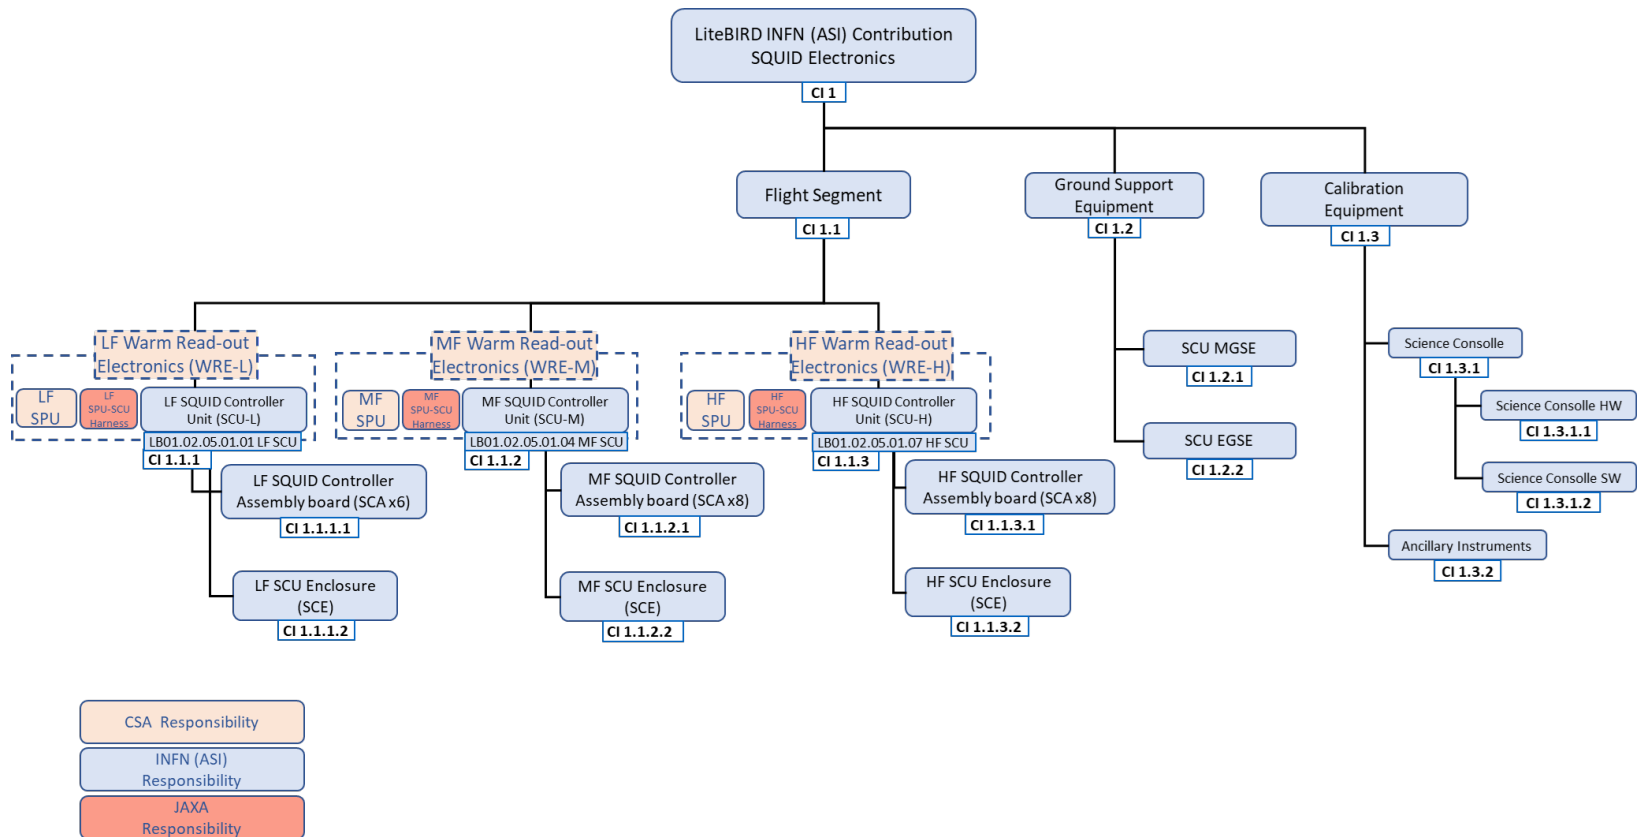 LiteBIRD INFN (ASI) Contribution
SQUID Electronics
CI 1
Flight Segment
CI 1.1
Ground Support
Equipment
CI 1.2
Calibration
Equipment
CI 1.3
LF Warm Read-out
Electronics (WRE-L)
LF
SPU
LF
SPU-SCU
Harness
LF SQUID Controller
Unit (SCU-L)
LB01.02.05.01.01 LF SCU
CI 1.1.1
LF SQUID Controller
Assembly board (SCA x6)
CI 1.1.1.1
LF SCU Enclosure
(SCE)
CI 1.1.1.2
MF Warm Read-out
Electronics (WRE-M)
MF
SPU
MF
SPU-SCU
Harness
MF SQUID Controller
Unit (SCU-M)
LB01.02.05.01.04 MF SCU
CI 1.1.2
MF SQUID Controller
Assembly board (SCA x8)
CI 1.1.2.1
MF SCU Enclosure
(SCE)
CI 1.1.2.2
HF Warm Read-out
Electronics (WRE-H)
HF
SPU
HF
SPU-SCU
Harness
HF SQUID Controller
Unit (SCU-H)
LB01.02.05.01.07 HF SCU
CI 1.1.3
HF SQUID Controller
Assembly board (SCA x8)
CI 1.1.3.1
HF SCU Enclosure
(SCE)
CI 1.1.3.2
SCU MGSE
CI 1.2.1
SCU EGSE
CI 1.2.2
Science Consolle
CI 1.3.1
Science Consolle HW
CI 1.3.1.1
Science Consolle SW
CI 1.3.1.2
Ancillary Instruments
CI 1.3.2
CSA Responsibility
INFN (ASI)
Responsibility
JAXA
Responsibility